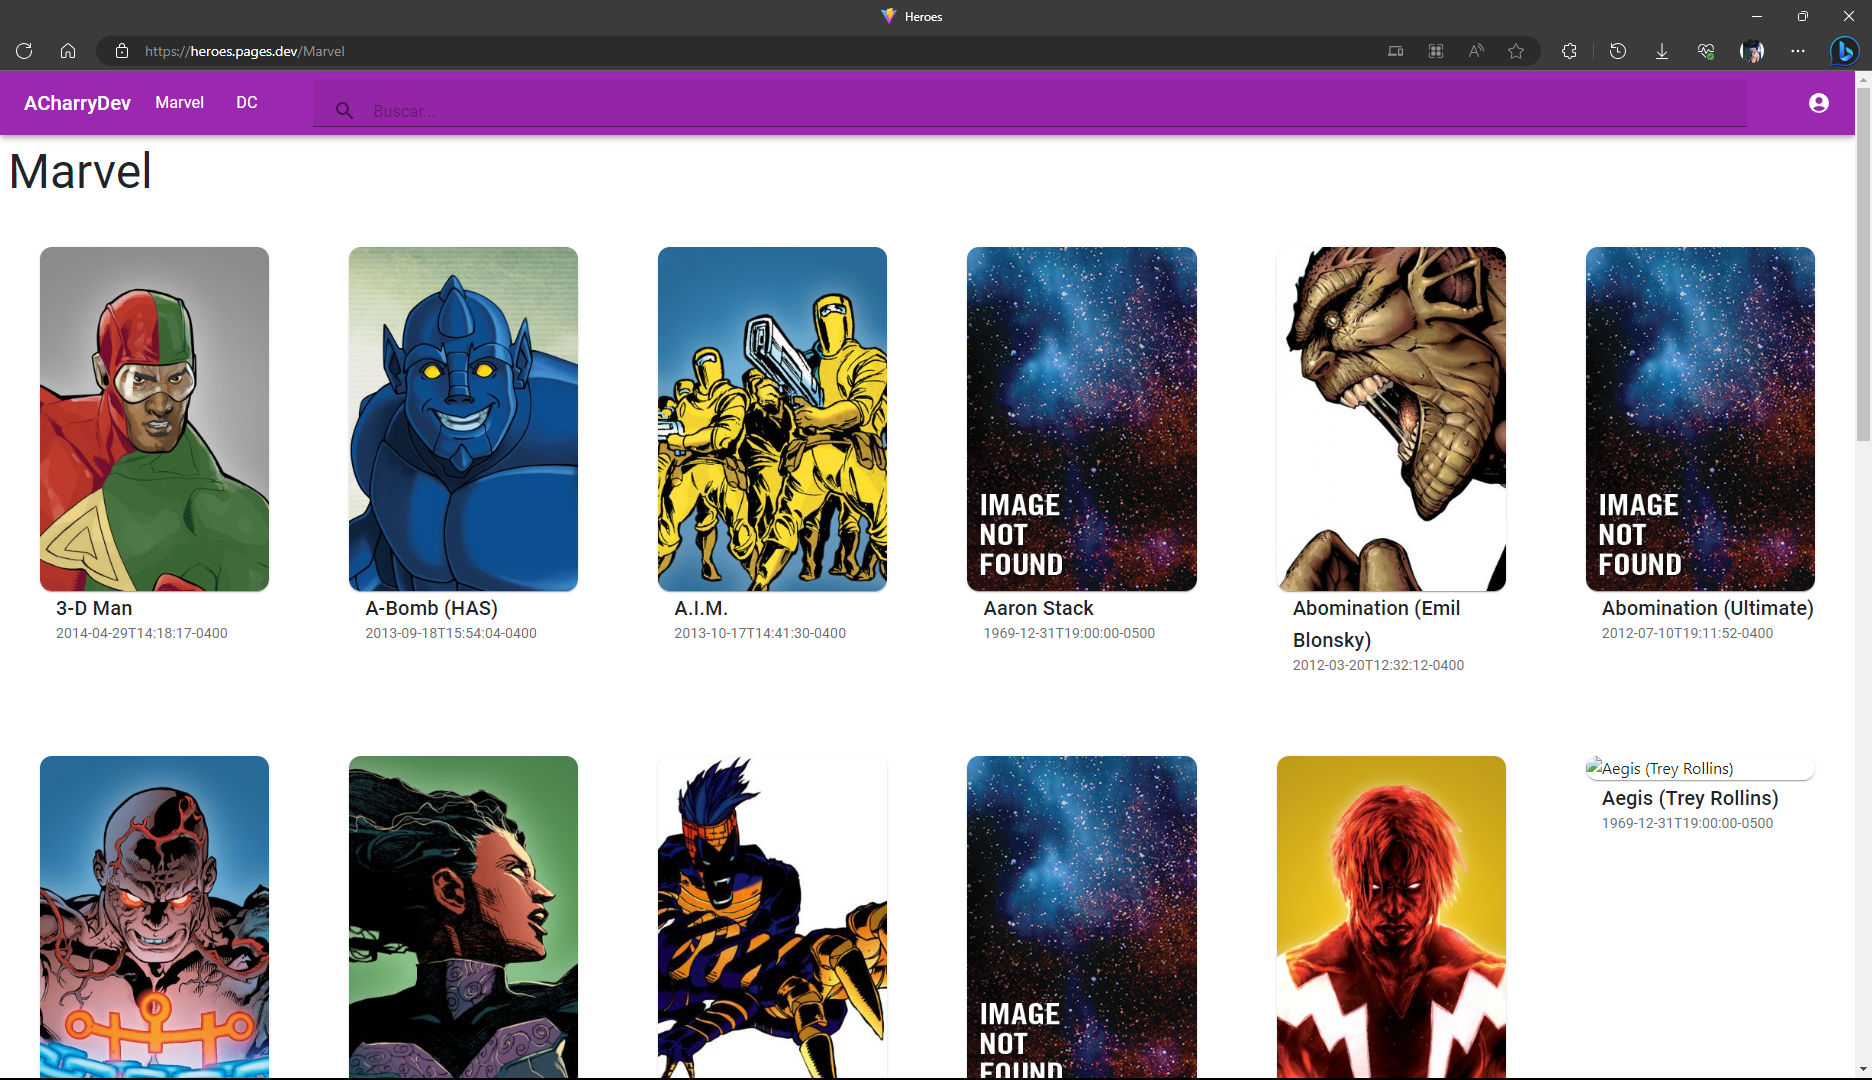 Heroes
https://heroes.pages.dev/Marvel
ACharryDev
Marvel
DC
Buscar...
Marvel
IMAGE
NOT
FOUND
IMAGE
NOT
FOUND
3-D Man
2014-04-29T14:18:17-0400
A-Bomb (HAS)
2013-09-18T15:54:04-0400
A.I.M.
2013-10-17T14:41:30-0400
Aaron Stack
1969-12-31T19:00:00-0500
Abomination (Emil
Blonsky)
2012-03-20T12:32:12-0400
Abomination (Ultimate)
2012-07-10T19:11:52-0400
IMAGE
NOT
FOUND
Aegis (Trey Rollins)
Aegis (Trey Rollins)
1969-12-31T19:00:00-0500